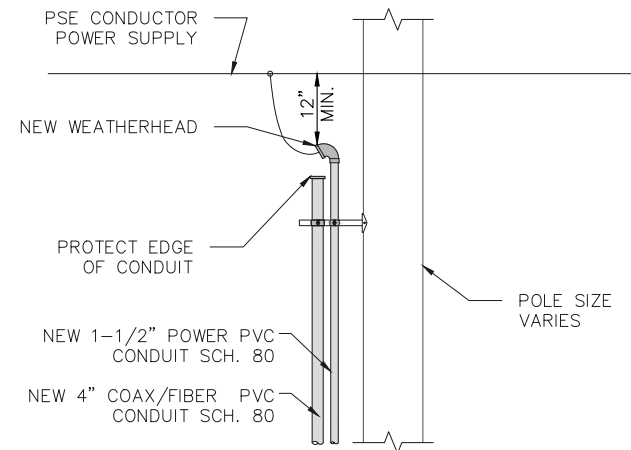 PSE CONDUCTOR
POWER SUPPLY
12"
MIN.
NEW WEATHERHEAD
PROTECT EDGE
OF CONDUIT
POLE SIZE
VARIES
NEW 1-1/2" POWER PVC
CONDUIT SCH. 80
NEW 4" COAX/FIBER PVC
CONDUIT SCH. 80